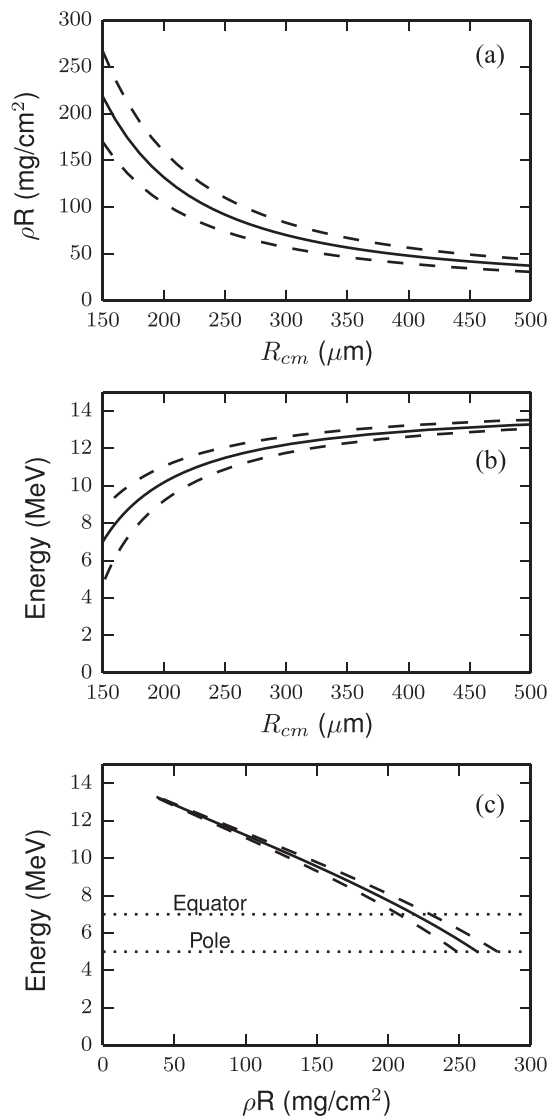 300
250
200
150
100
50
0
ρR (mg/cm²)
(a)
150 200 250 300 350 400 450 500
R_cm (μm)
14
12
10
8
6
4
2
0
Energy (MeV)
(b)
150 200 250 300 350 400 450 500
R_cm (μm)
14
12
10
8
6
4
2
0
Energy (MeV)
(c)
Equator
Pole
0 50 100 150 200 250 300
ρR (mg/cm²)